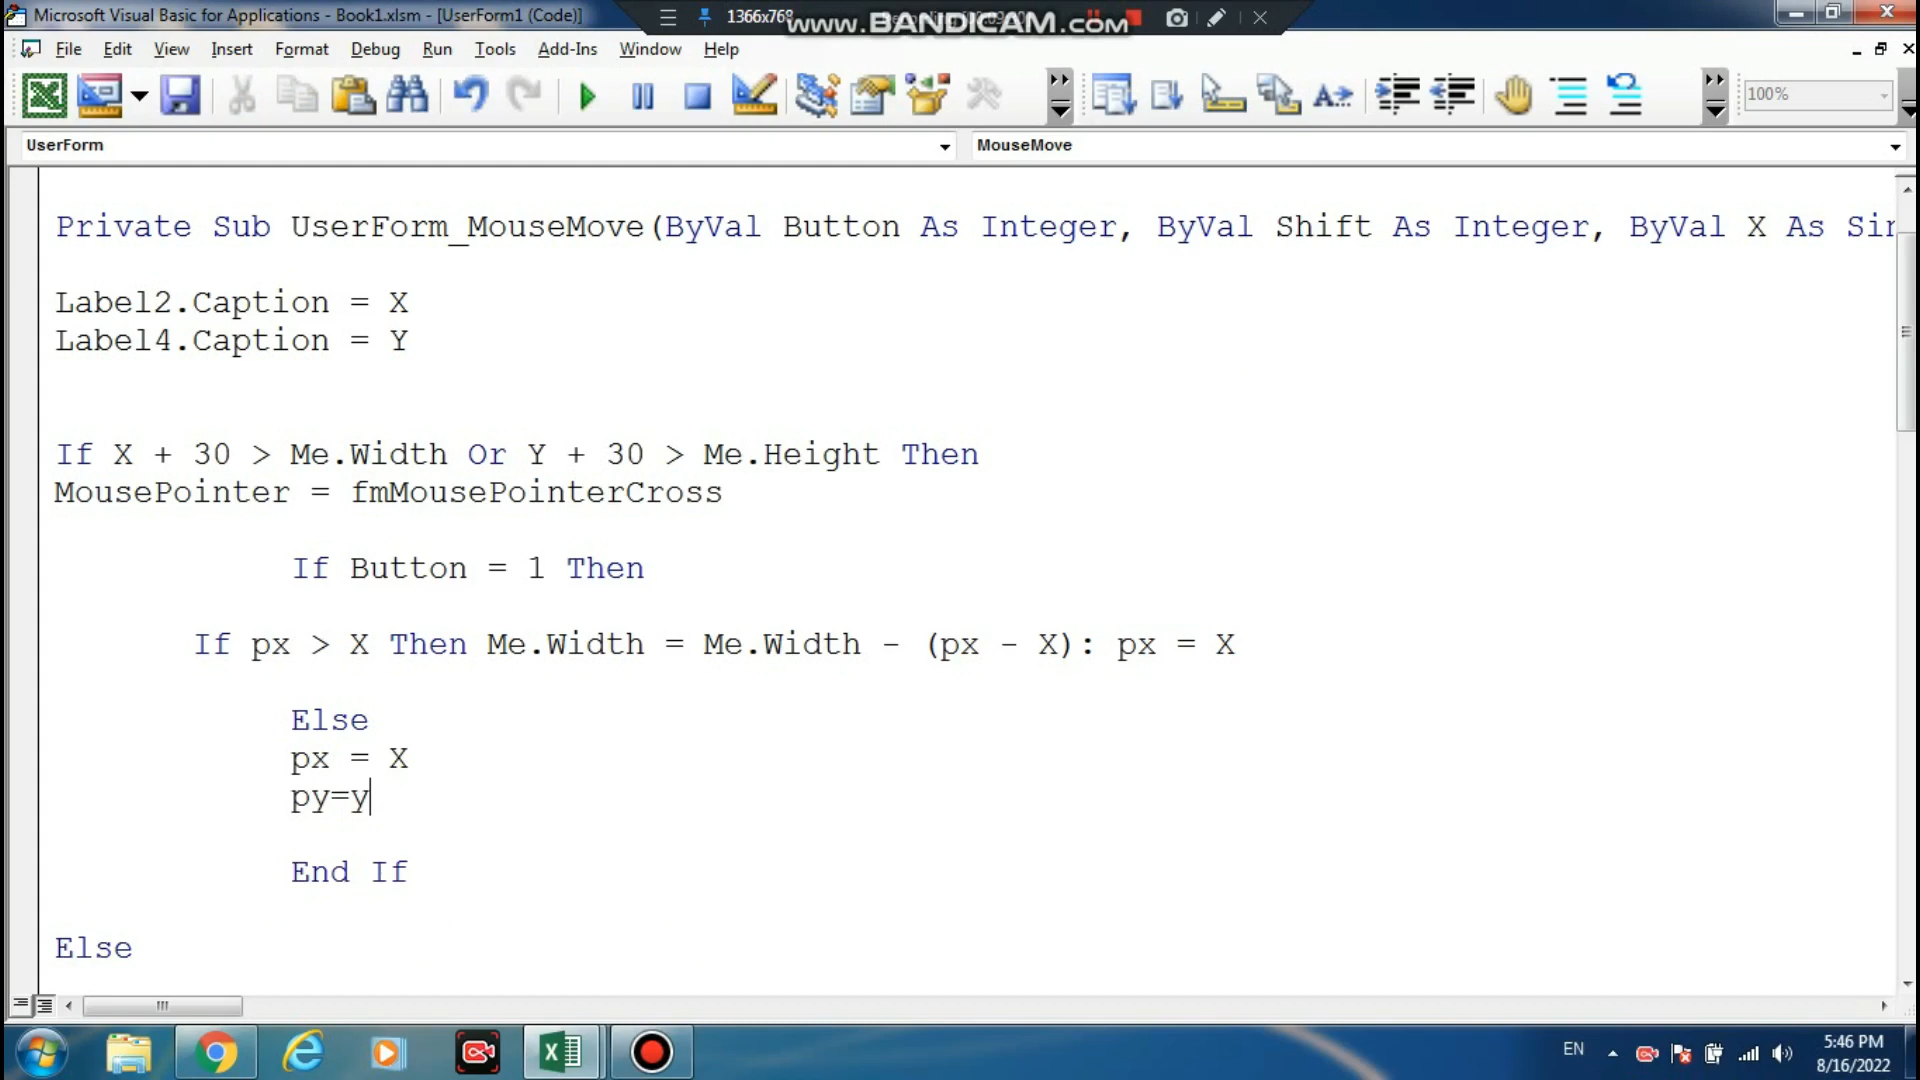 Microsoft Visual Basic for Applications - Book1.xlsm - [UserForm1 (Code)]
1366x768
www.BANDICAM.com
File Edit View Insert Format Debug Run Tools Add-Ins Window Help
100%
UserForm
MouseMove
Private Sub UserForm_MouseMove(ByVal Button As Integer, ByVal Shift As Integer, ByVal X As Sin
Label2.Caption = X
Label4.Caption = Y
If X + 30 > Me.Width Or Y + 30 > Me.Height Then
MousePointer = fmMousePointerCross
If Button = 1 Then
If px > X Then Me.Width = Me.Width - (px - X): px = X
Else
px = X
py=y
End If
Else
EN
5:46 PM
8/16/2022